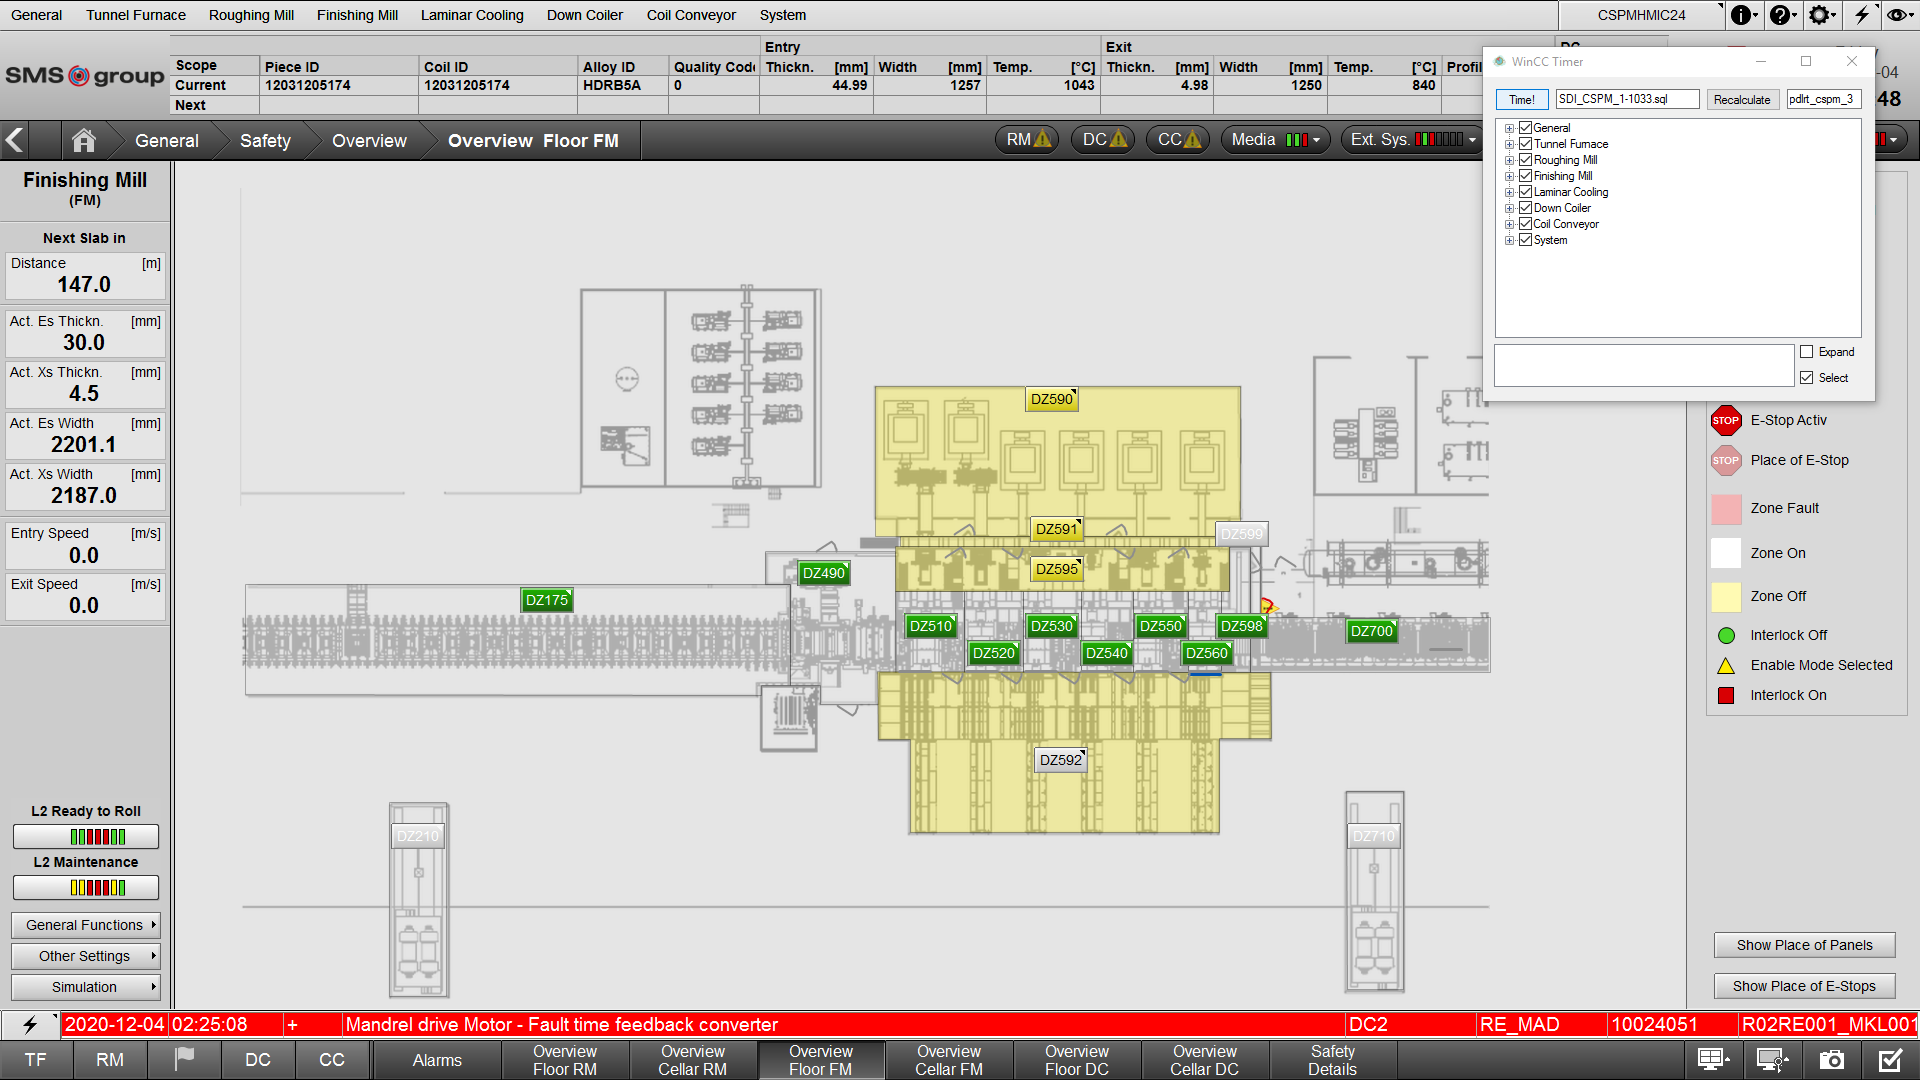 General Tunnel Furnace Roughing Mill Finishing Mill Laminar Cooling Down Coiler Coil Conveyor System CSPMHMIC24
SMS group
Entry Exit
Scope Piece ID Coil ID Alloy ID Quality Code Thickn. [mm] Width [mm] Temp. [°C] Thickn. [mm] Width [mm] Temp. [°C] Profil
Current 12031205174 12031205174 HDRB5A 0 44.99 1257 1043 4.98 1250 840
Next
-04
48
WinCC Timer
Time! SDI_CSPM_1-1033.sql Recalculate pdlrt_cspm_3
General
Tunnel Furnace
Roughing Mill
Finishing Mill
Laminar Cooling
Down Coiler
Coil Conveyor
System
Expand
Select
General Safety Overview Overview Floor FM RM DC CC Media Ext. Sys.
Finishing Mill
(FM)
Next Slab in
Distance [m]
147.0
Act. Es Thickn. [mm]
30.0
Act. Xs Thickn. [mm]
4.5
Act. Es Width [mm]
2201.1
Act. Xs Width [mm]
2187.0
Entry Speed [m/s]
0.0
Exit Speed [m/s]
0.0
L2 Ready to Roll
L2 Maintenance
General Functions
Other Settings
Simulation
DZ590
DZ591
DZ599
DZ595
DZ490
DZ175
DZ510
DZ530
DZ550
DZ598
DZ700
DZ520
DZ540
DZ560
DZ592
DZ210
DZ710
STOP E-Stop Activ
STOP Place of E-Stop
Zone Fault
Zone On
Zone Off
Interlock Off
Enable Mode Selected
Interlock On
Show Place of Panels
Show Place of E-Stops
2020-12-04 02:25:08 + Mandrel drive Motor - Fault time feedback converter DC2 RE_MAD 10024051 R02RE001_MKL001
TF RM DC CC Alarms
Overview Floor RM
Overview Cellar RM
Overview Floor FM
Overview Cellar FM
Overview Floor DC
Overview Cellar DC
Safety Details